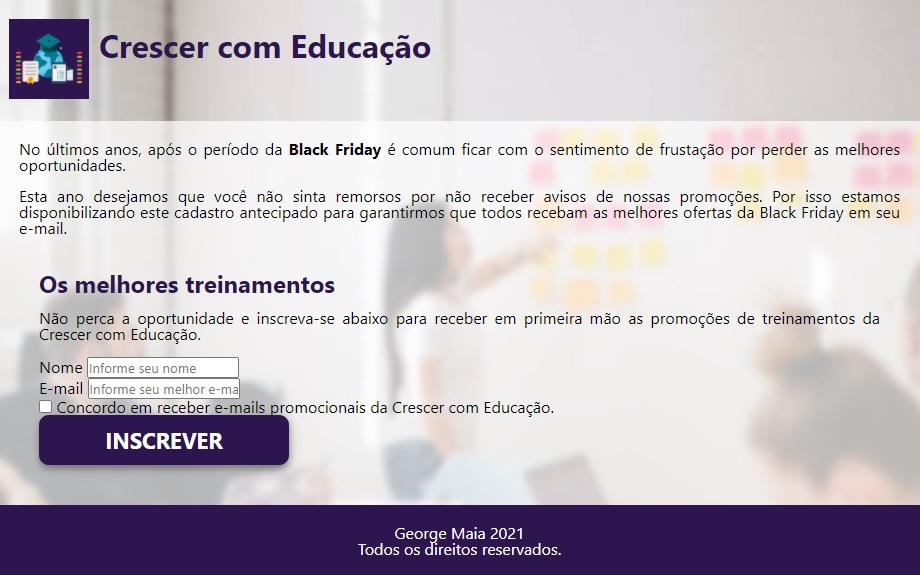 Crescer com Educação
No últimos anos, após o período da Black Friday é comum ficar com o sentimento de frustação por perder as melhores
oportunidades.
Esta ano desejamos que você não sinta remorsos por não receber avisos de nossas promoções. Por isso estamos
disponibilizando este cadastro antecipado para garantirmos que todos recebam as melhores ofertas da Black Friday em seu
e-mail.
Os melhores treinamentos
Não perca a oportunidade e inscreva-se abaixo para receber em primeira mão as promoções de treinamentos da
Crescer com Educação.
Nome Informe seu nome
E-mail Informe seu melhor e-ma
Concordo em receber e-mails promocionais da Crescer com Educação.
INSCREVER
George Maia 2021
Todos os direitos reservados.